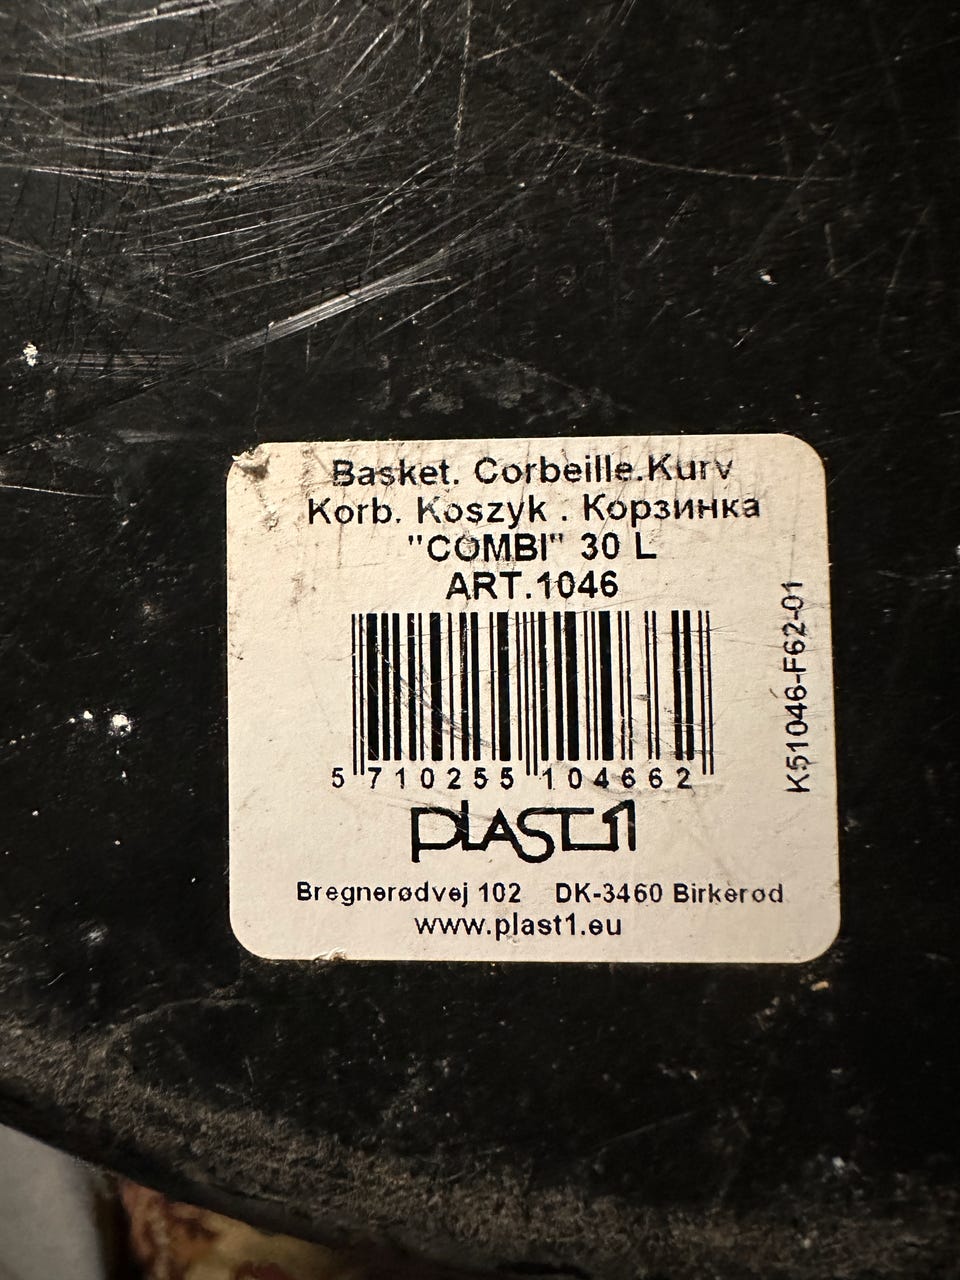 Basket. Corbeille.Kurv
Korb. Koszyk . Корзинка
"COMBI" 30 L
ART.1046
5 710255 104662
K51046-F62-01
PLAST1
Bregnerødvej 102 DK-3460 Birkerød
www.plast1.eu